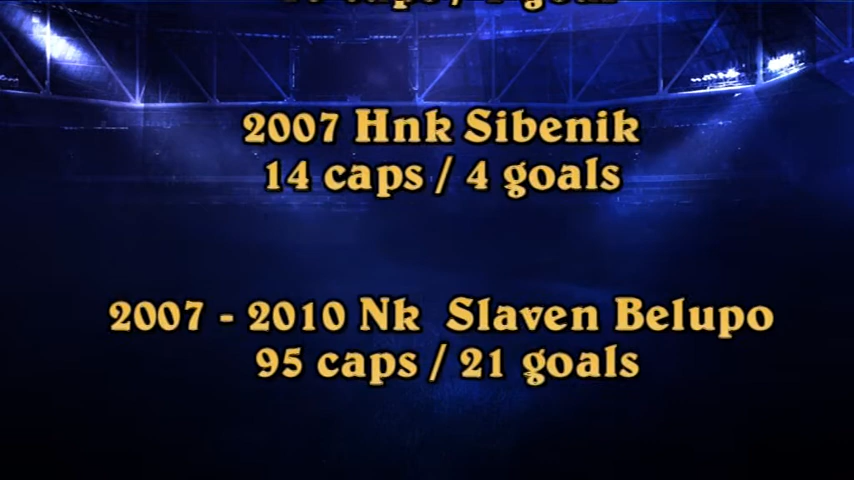 2007 Hnk Sibenik
14 caps / 4 goals
2007 - 2010 Nk Slaven Belupo
95 caps / 21 goals